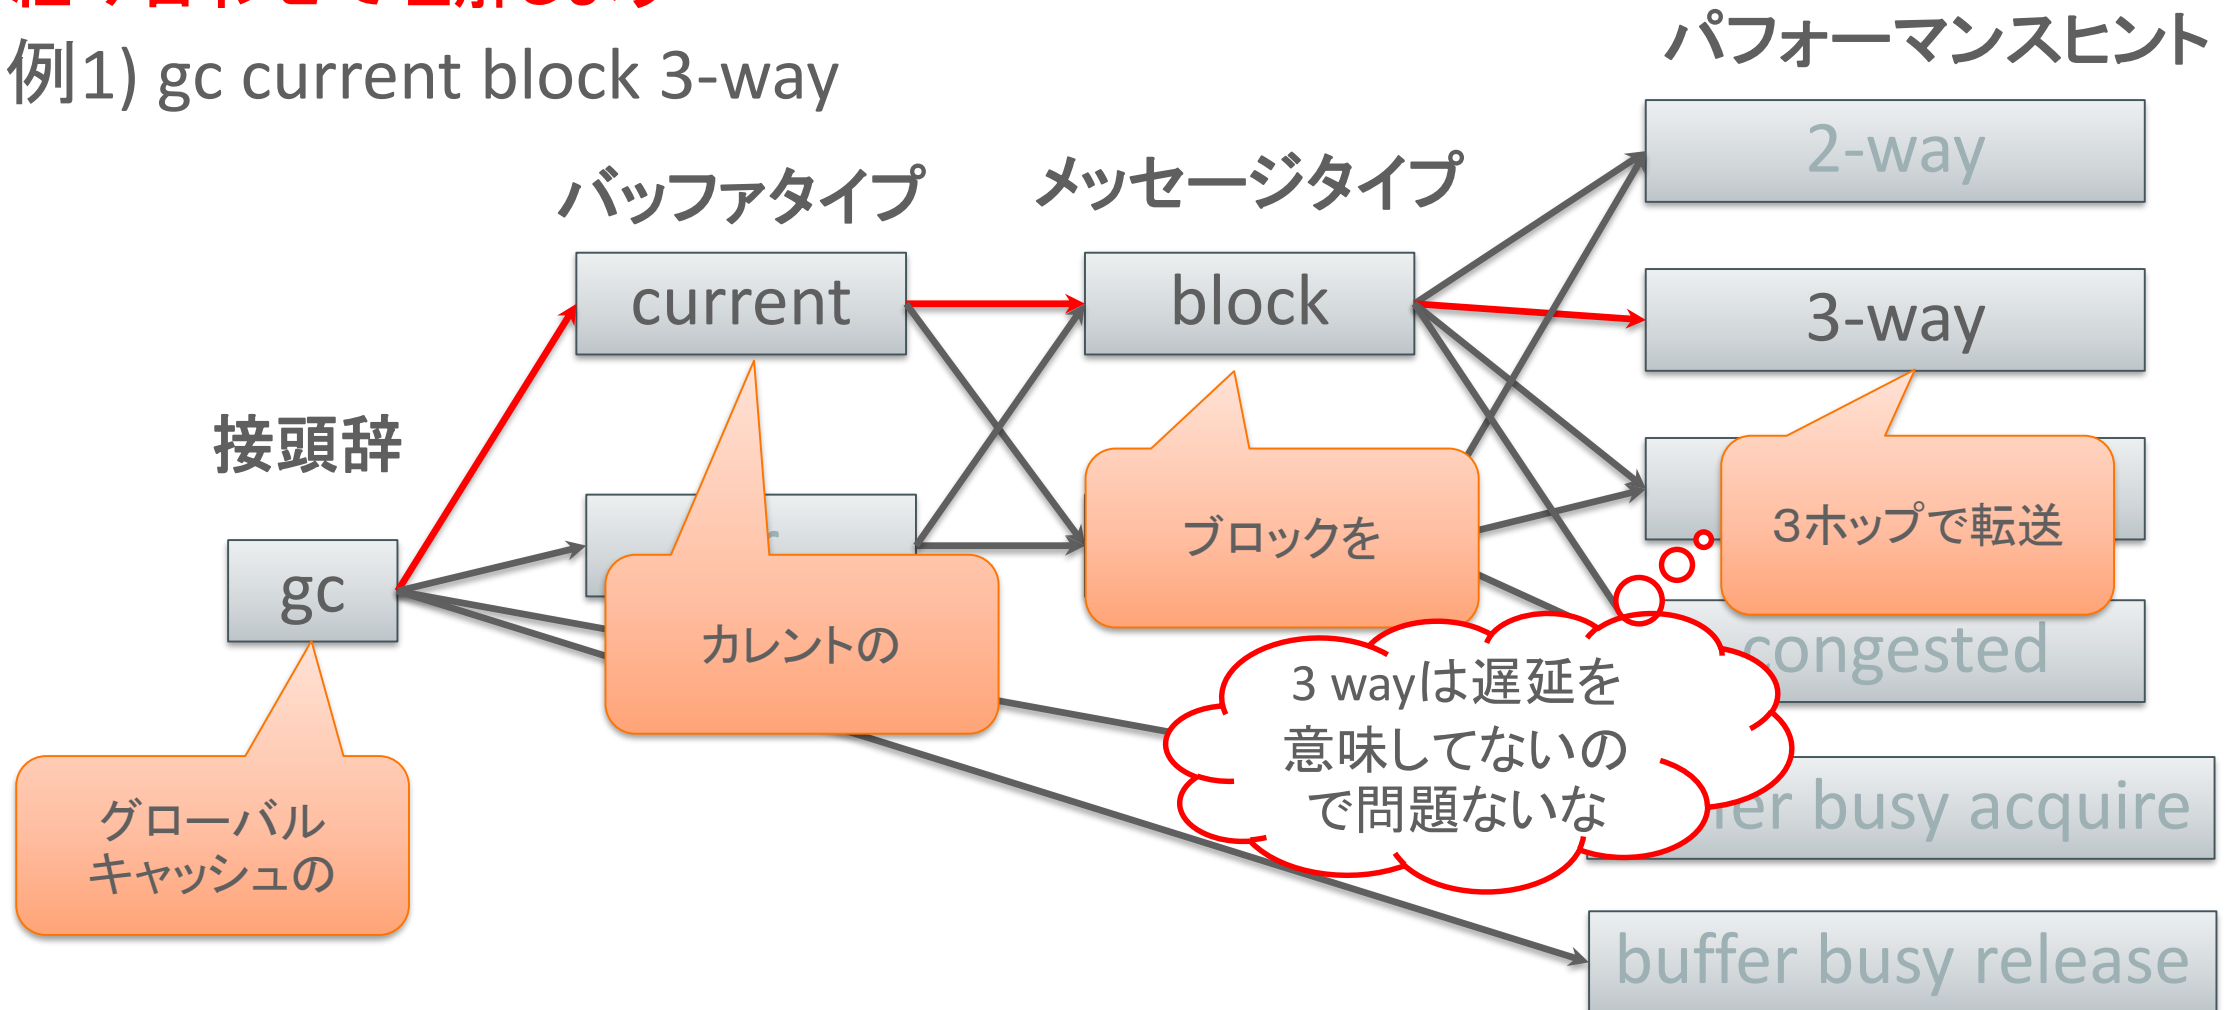 例1) gc current block 3-way
パフォーマンスヒント
バッファタイプ
メッセージタイプ
2-way
current
block
3-way
接頭辞
gc
カレントの
ブロックを
3ホップで転送
congested
3 wayは遅延を
意味してないの
で問題ないな
グローバル
キャッシュの
busy acquire
buffer busy release